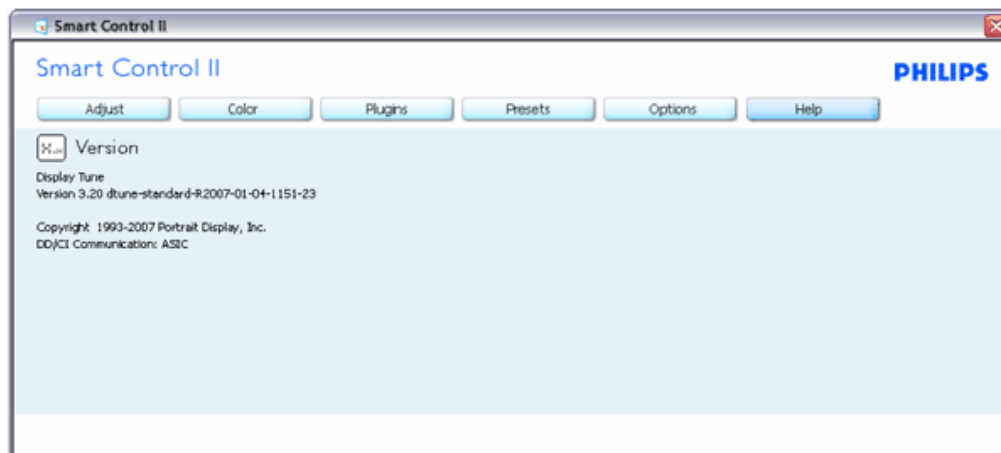 Smart Control II
Smart Control II
PHILIPS
Adjust Color Plugins Presets Options Help
Version
Display Tune
Version 3.20 dtune-standard-R2007-01-04-1151-23
Copyright 1993-2007 Portrait Display, Inc.
DD/CI Communication: ASIC